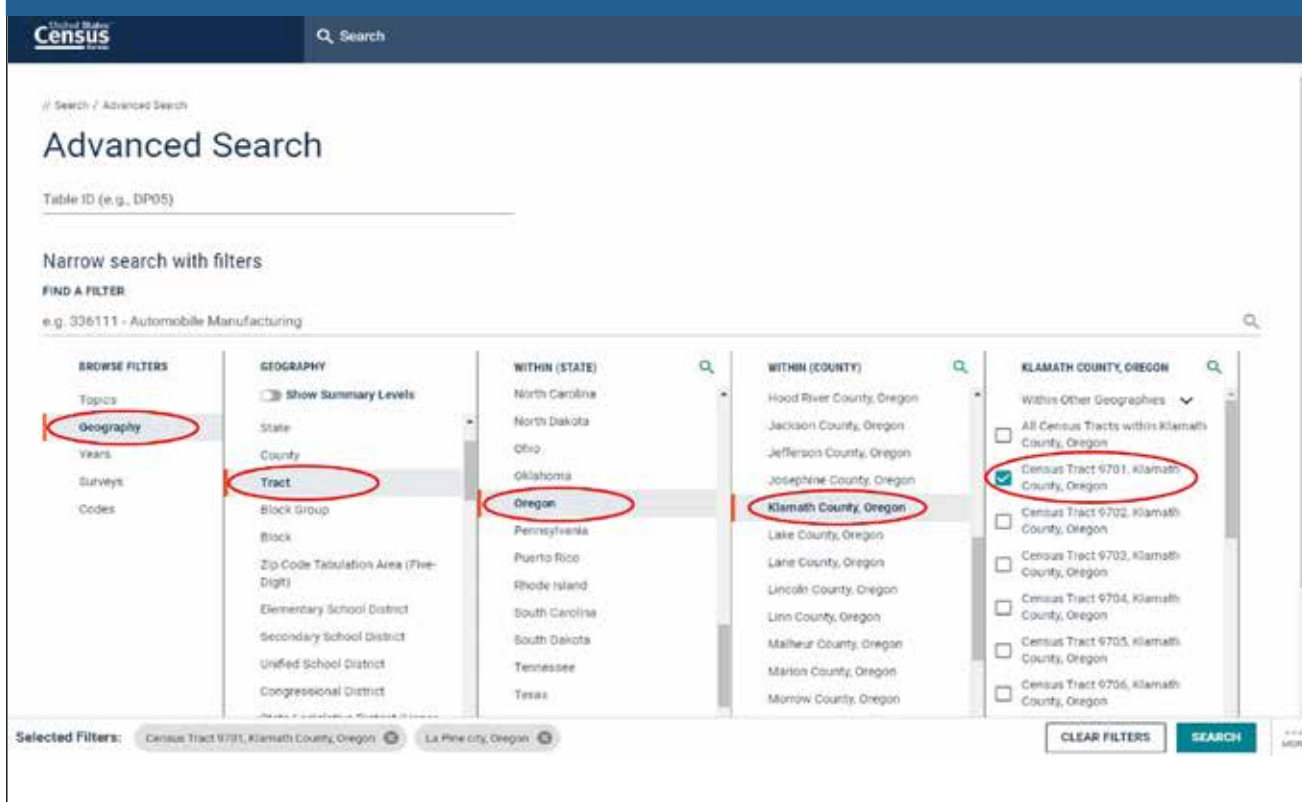 United States
Census
Bureau
Search
// Search / Advanced Search
Advanced Search
Table ID (e.g., DP05)
Narrow search with filters
FIND A FILTER
e.g. 336111 - Automobile Manufacturing
BROWSE FILTERS
Topics
Geography
Years
Surveys
Codes
GEOGRAPHY
Show Summary Levels
State
County
Tract
Block Group
Block
Zip Code Tabulation Area (Five-
Digit)
Elementary School District
Secondary School District
Unified School District
Congressional District
WITHIN (STATE)
North Carolina
North Dakota
Ohio
Oklahoma
Oregon
Pennsylvania
Puerto Rico
Rhode Island
South Carolina
South Dakota
Tennessee
Texas
WITHIN (COUNTY)
Hood River County, Oregon
Jackson County, Oregon
Jefferson County, Oregon
Josephine County, Oregon
Klamath County, Oregon
Lake County, Oregon
Lane County, Oregon
Lincoln County, Oregon
Linn County, Oregon
Malheur County, Oregon
Marion County, Oregon
Morrow County, Oregon
KLAMATH COUNTY, OREGON
Within Other Geographies
All Census Tracts within Klamath
County, Oregon
Census Tract 9701, Klamath
County, Oregon
Census Tract 9702, Klamath
County, Oregon
Census Tract 9703, Klamath
County, Oregon
Census Tract 9704, Klamath
County, Oregon
Census Tract 9705, Klamath
County, Oregon
Census Tract 9706, Klamath
County, Oregon
Selected Filters:
Census Tract 9701, Klamath County, Oregon
La Pine city, Oregon
CLEAR FILTERS
SEARCH